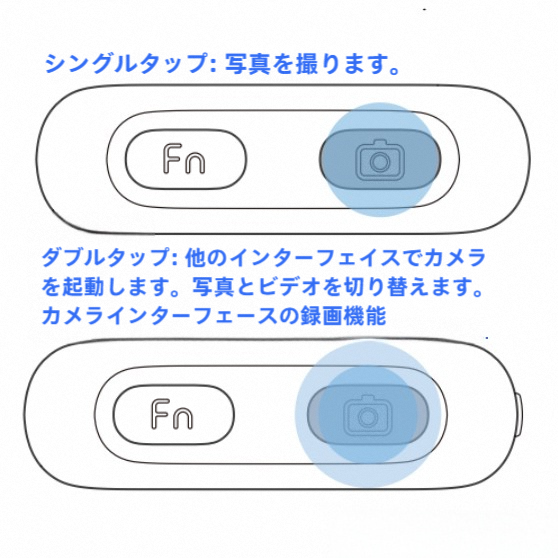 シングルタップ: 写真を撮ります。
Fn
ダブルタップ: 他のインターフェイスでカメラ
を起動します。写真とビデオを切り替えます。
カメラインターフェースの録画機能
Fn